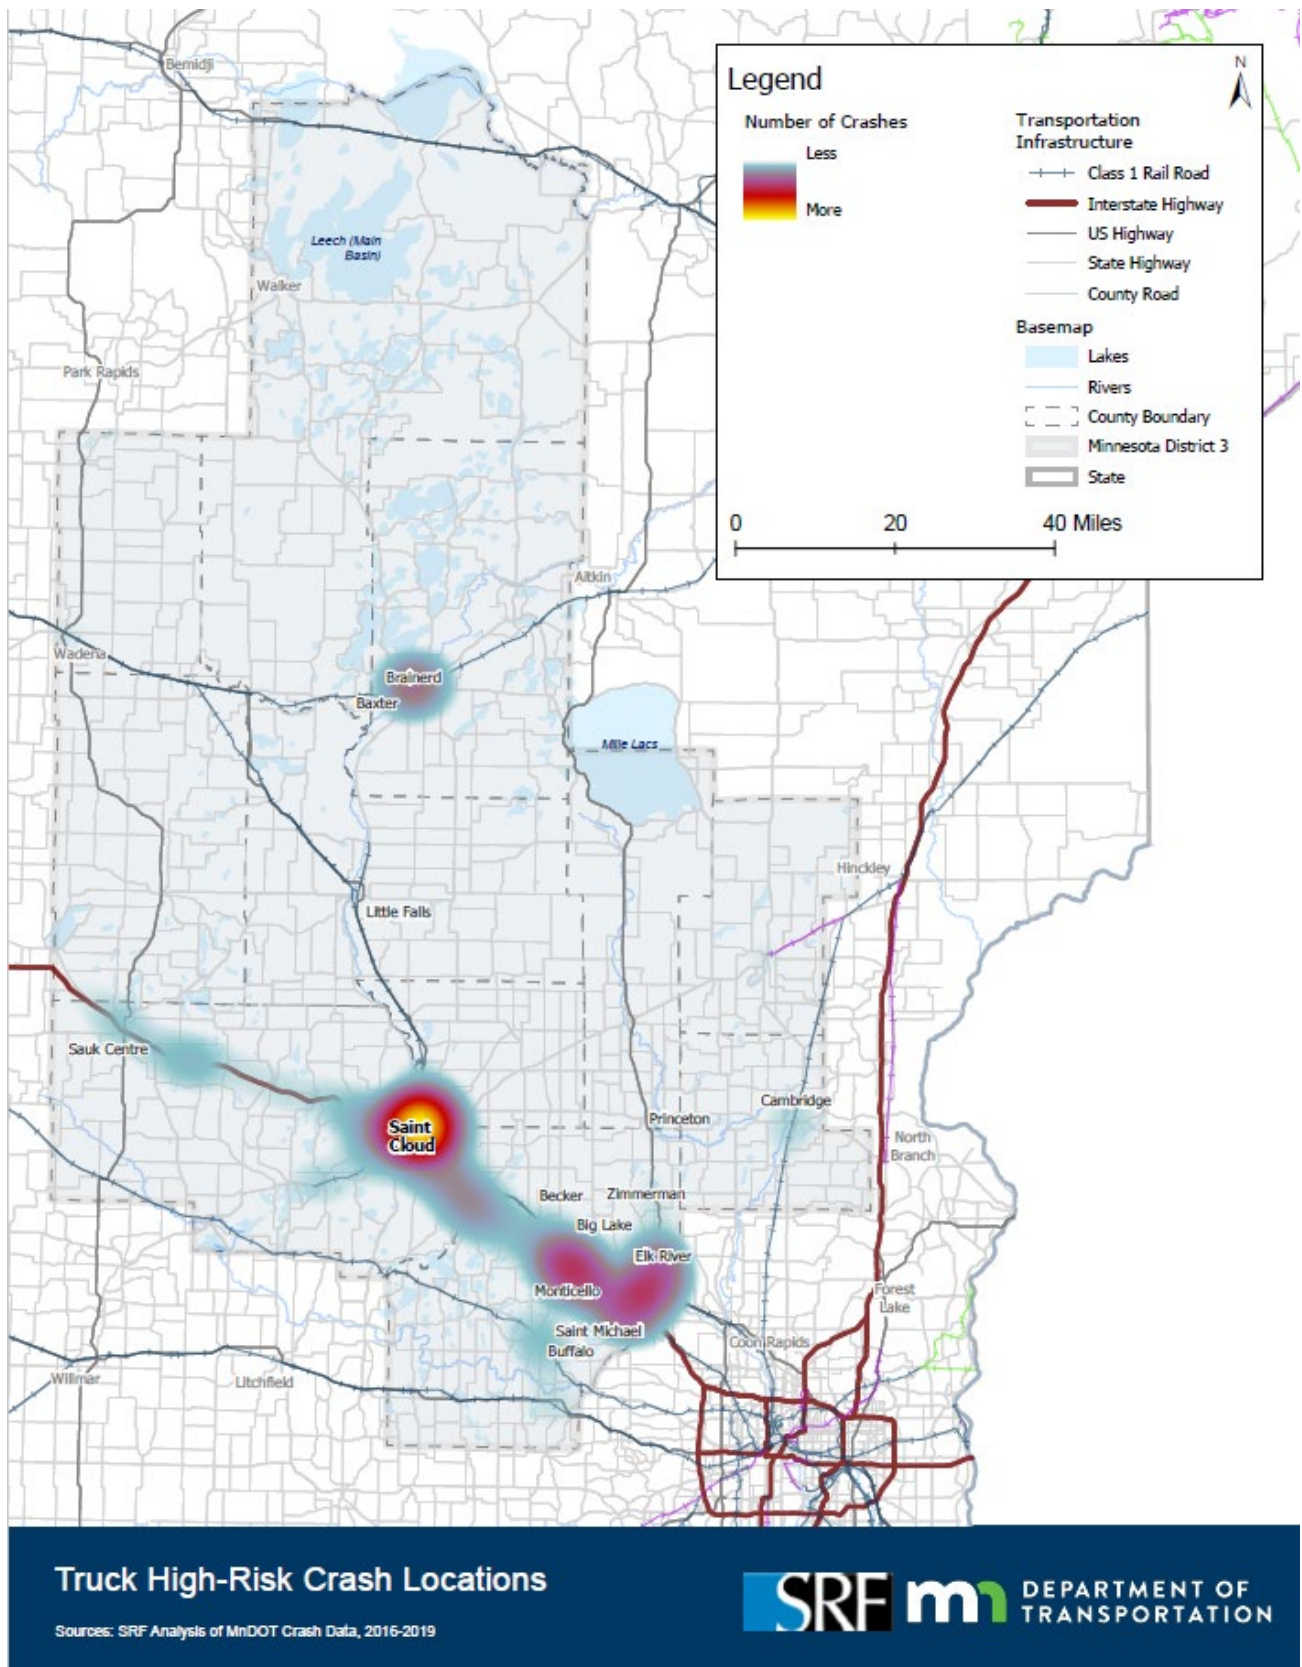 Bemidji
Legend
N
Number of Crashes
Less
More
Transportation
Infrastructure
Class 1 Rail Road
Interstate Highway
US Highway
State Highway
County Road
Basemap
Lakes
Rivers
County Boundary
Minnesota District 3
State
0 20 40 Miles
Leech (Main
Basin)
Walker
Park Rapids
Aitkin
Wadena
Brainerd
Baxter
Mille Lacs
Hinckley
Little Falls
Sauk Centre
Cambridge
Princeton
Saint
Cloud
North
Branch
Becker
Zimmerman
Big Lake
Elk River
Monticello
Forest
Lake
Saint Michael
Coon Rapids
Buffalo
Willmar
Litchfield
Truck High-Risk Crash Locations
Sources: SRF Analysis of MnDOT Crash Data, 2016-2019
SRF
mn DEPARTMENT OF
TRANSPORTATION